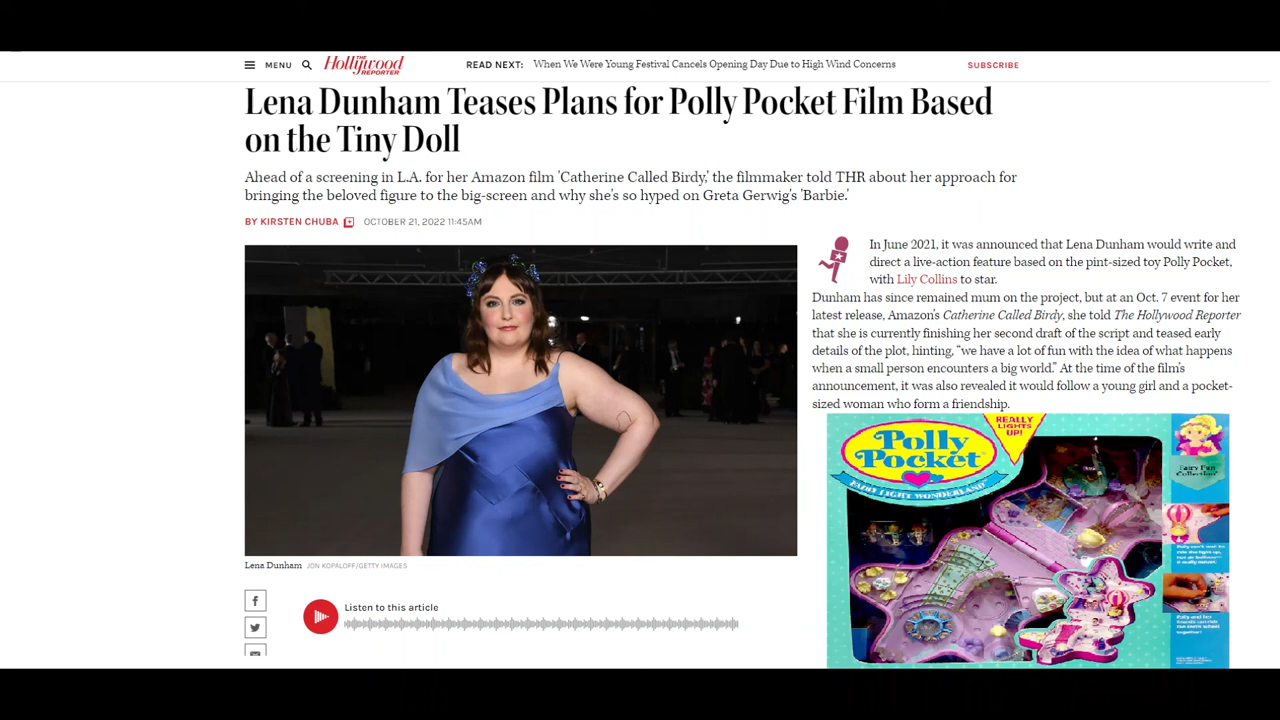 MENU
THE
Hollywood
REPORTER
READ NEXT: When We Were Young Festival Cancels Opening Day Due to High Wind Concerns
SUBSCRIBE
Lena Dunham Teases Plans for Polly Pocket Film Based
on the Tiny Doll
Ahead of a screening in L.A. for her Amazon film 'Catherine Called Birdy,' the filmmaker told THR about her approach for
bringing the beloved figure to the big-screen and why she's so hyped on Greta Gerwig's 'Barbie.'
BY KIRSTEN CHUBA OCTOBER 21, 2022 11:45AM
In June 2021, it was announced that Lena Dunham would write and
direct a live-action feature based on the pint-sized toy Polly Pocket,
with Lily Collins to star.
Dunham has since remained mum on the project, but at an Oct. 7 event for her
latest release, Amazon's Catherine Called Birdy, she told The Hollywood Reporter
that she is currently finishing her second draft of the script and teased early
details of the plot, hinting, “we have a lot of fun with the idea of what happens
when a small person encounters a big world.” At the time of the film's
announcement, it was also revealed it would follow a young girl and a pocket-
sized woman who form a friendship.
Lena Dunham JON KOPALOFF/GETTY IMAGES
Listen to this article
REALLY
LIGHTS
UP!
Polly
Pocket
FAIRY LIGHT WONDERLAND
Fairy Fun
Collection